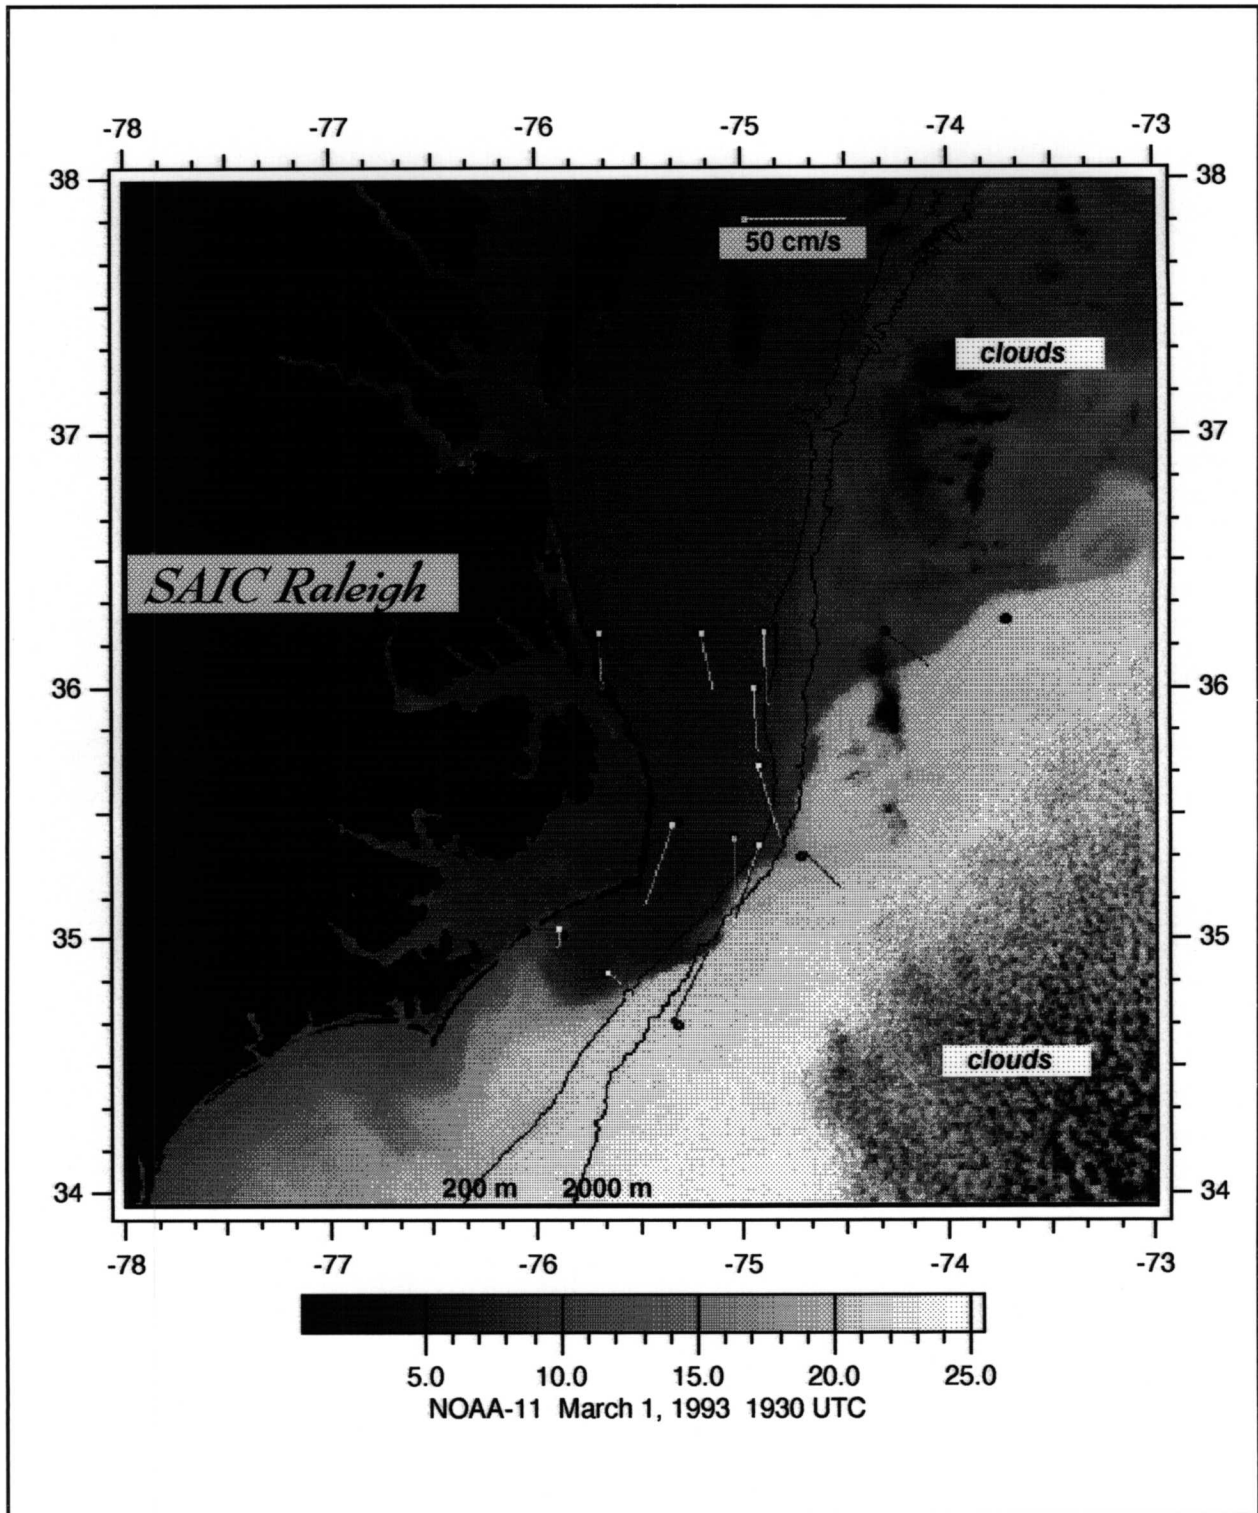 -78 -77 -76 -75 -74 -73
38 38
50 cm/s
clouds
37 37
SAIC Raleigh
36 36
35 35
clouds
200 m 2000 m
34 34
-78 -77 -76 -75 -74 -73
5.0 10.0 15.0 20.0 25.0
NOAA-11 March 1, 1993 1930 UTC